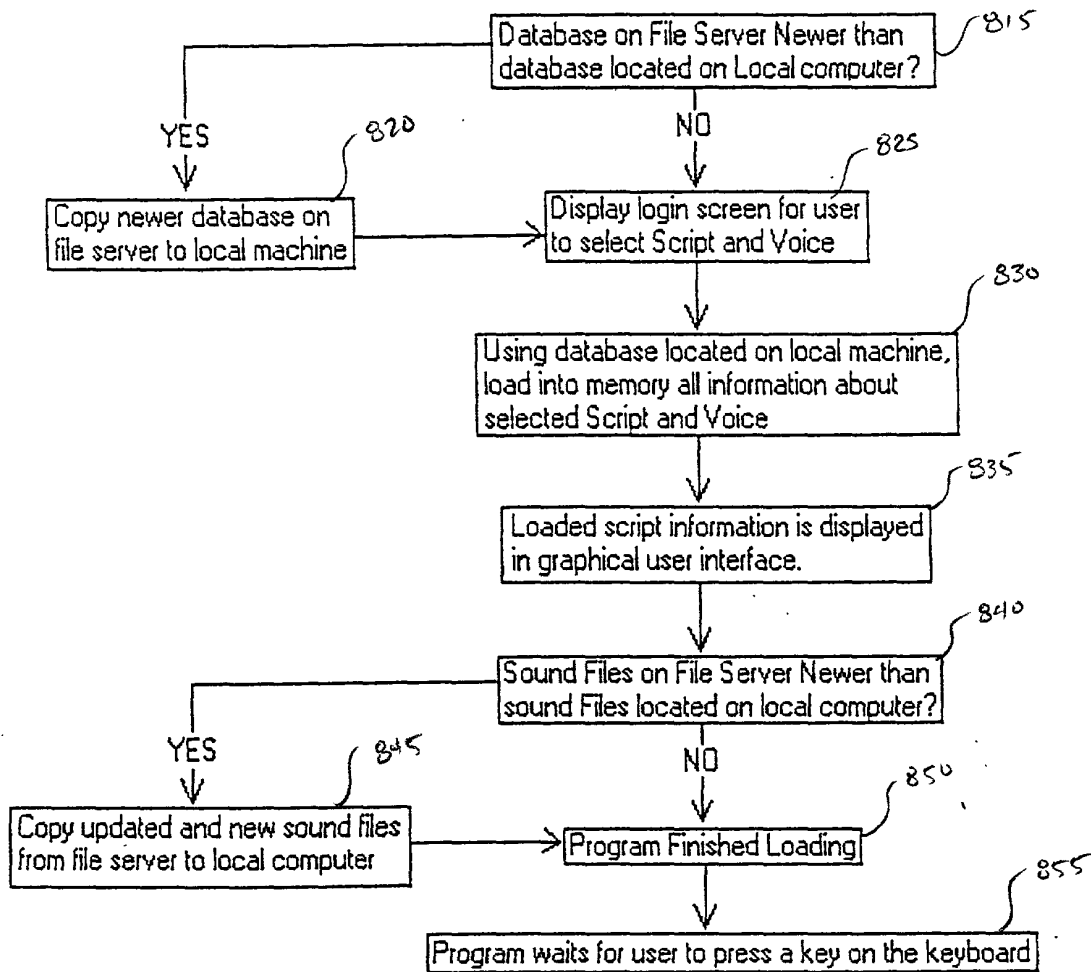 Database on File Server Newer than
database located on Local computer?
815
YES
NO
820
825
Copy newer database on
file server to local machine
Display login screen for user
to select Script and Voice
830
Using database located on local machine,
load into memory all information about
selected Script and Voice
835
Loaded script information is displayed
in graphical user interface.
840
Sound Files on File Server Newer than
sound Files located on local computer?
YES
NO
845
850
Copy updated and new sound files
from file server to local computer
Program Finished Loading
855
Program waits for user to press a key on the keyboard